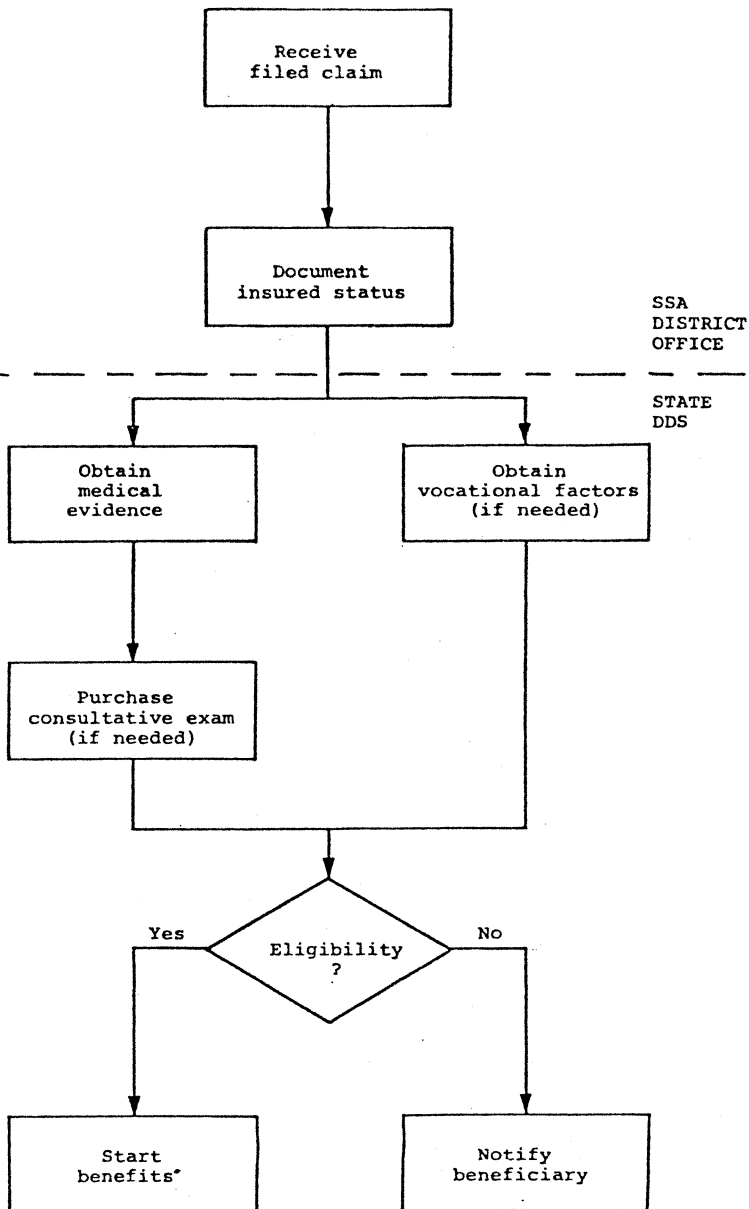 Receive
filed claim
Document
insured status
SSA
DISTRICT
OFFICE
STATE
DDS
Obtain
medical
evidence
Obtain
vocational factors
(if needed)
Purchase
consultative exam
(if needed)
Yes
Eligibility
?
No
Start
benefits
Notify
beneficiary